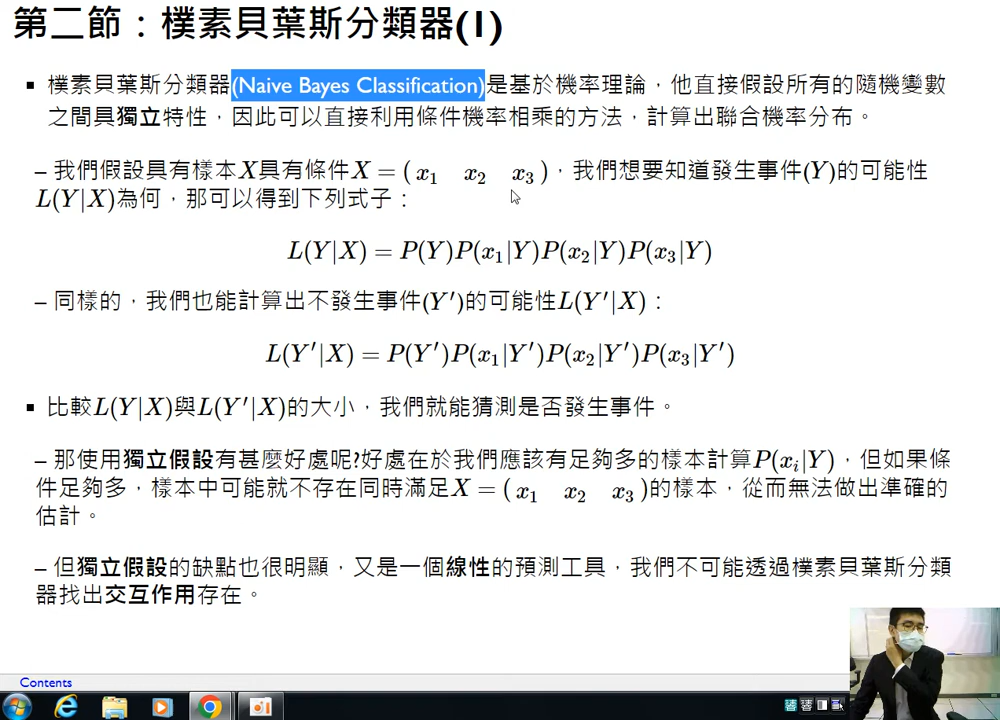 第二節：樸素貝葉斯分類器(1)
▪ 樸素貝葉斯分類器(Naive Bayes Classification)是基於機率理論，他直接假設所有的隨機變數
之間具獨立特性，因此可以直接利用條件機率相乘的方法，計算出聯合機率分布。
– 我們假設具有樣本X具有條件X = ( x₁ x₂ x₃ )，我們想要知道發生事件(Y)的可能性
L(Y|X)為何，那可以得到下列式子：
L(Y|X) = P(Y)P(x₁|Y)P(x₂|Y)P(x₃|Y)
– 同樣的，我們也能計算出不發生事件(Y′)的可能性L(Y′|X)：
L(Y′|X) = P(Y′)P(x₁|Y′)P(x₂|Y′)P(x₃|Y′)
▪ 比較L(Y|X)與L(Y′|X)的大小，我們就能猜測是否發生事件。
– 那使用獨立假設有甚麼好處呢?好處在於我們應該有足夠多的樣本計算P(xᵢ|Y)，但如果條
件足夠多，樣本中可能就不存在同時滿足X = ( x₁ x₂ x₃ )的樣本，從而無法做出準確的
估計。
– 但獨立假設的缺點也很明顯，又是一個線性的預測工具，我們不可能透過樸素貝葉斯分類
器找出交互作用存在。
Contents